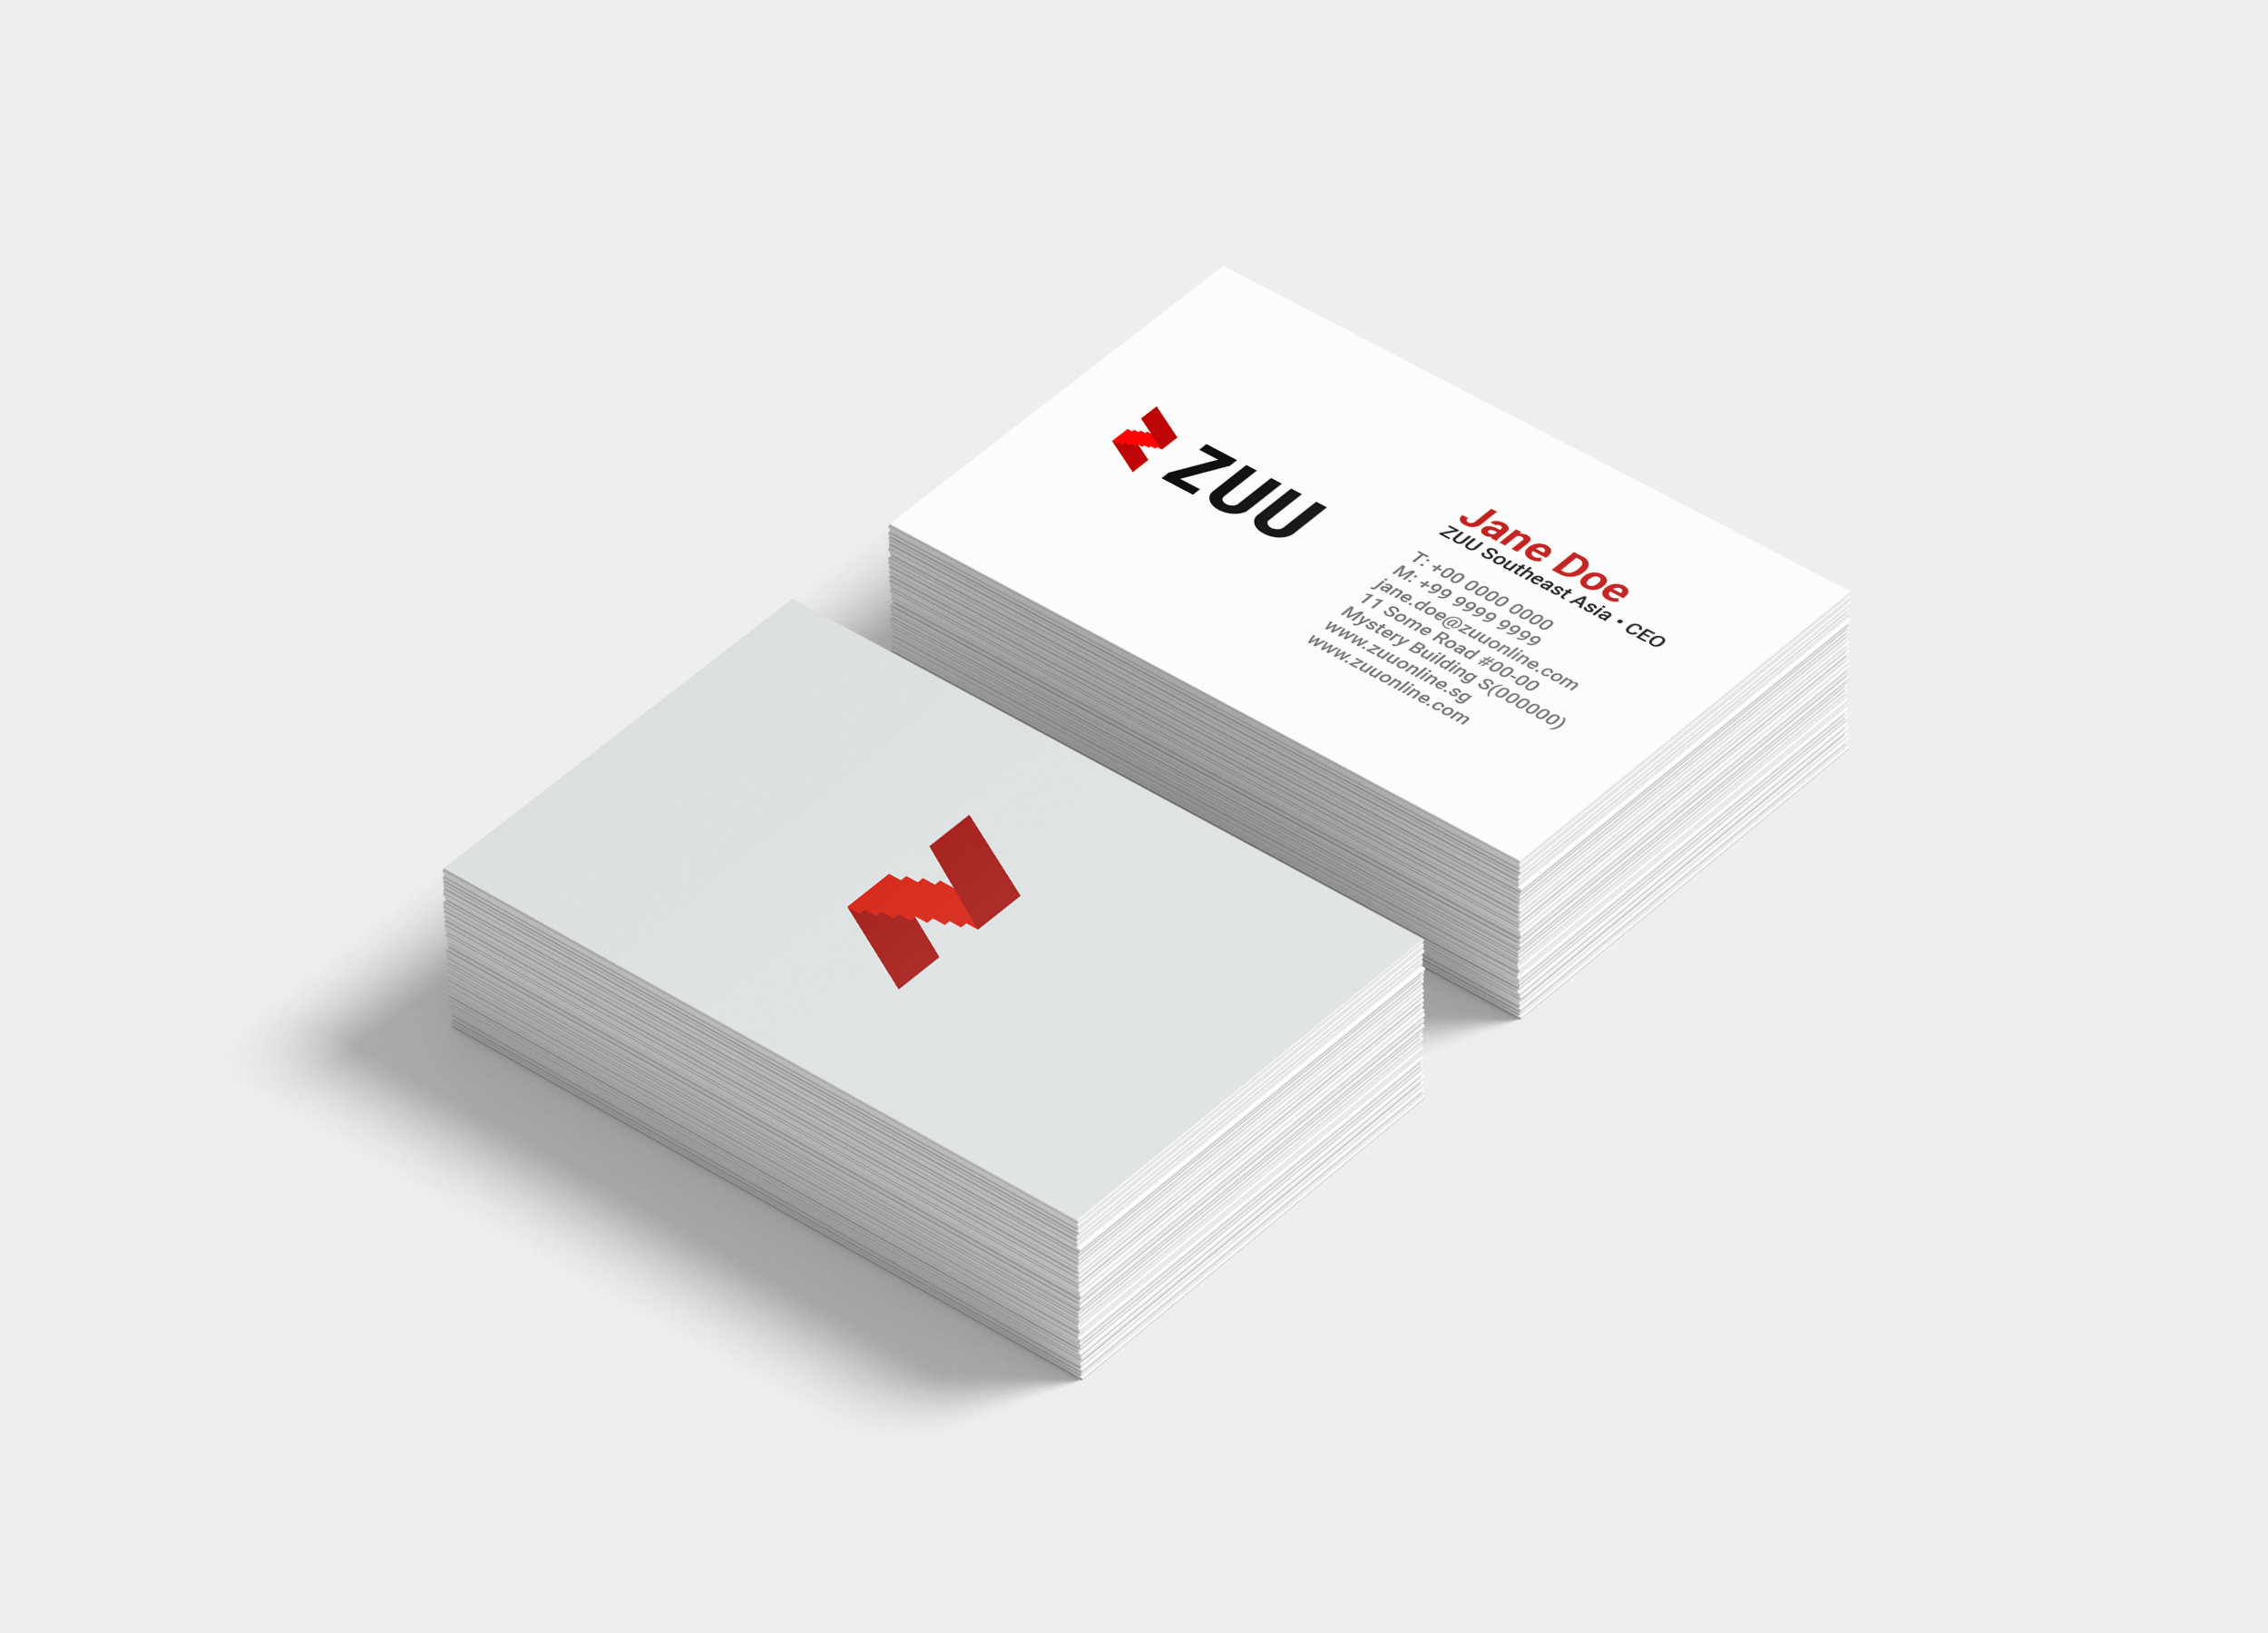 ZUU
Jane Doe
ZUU Southeast Asia • CEO
T: +00 0000 0000
M: +99 9999 9999
jane.doe@zuuonline.com
11 Some Road #00-00
Mystery Building S(000000)
www.zuuonline.sg
www.zuuonline.com